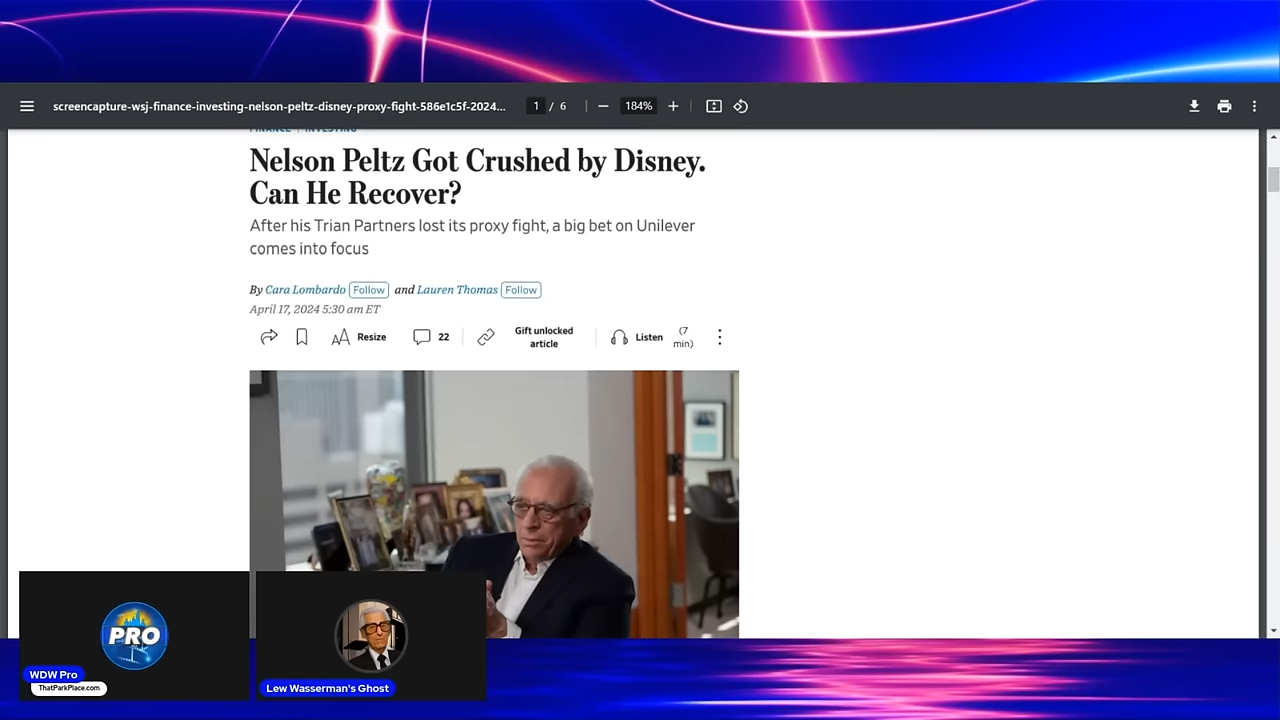 screencapture-wsj-finance-investing-nelson-peltz-disney-proxy-fight-586e1c5f-2024...
1 / 6
184%
FINANCE | INVESTING
Nelson Peltz Got Crushed by Disney.
Can He Recover?
After his Trian Partners lost its proxy fight, a big bet on Unilever
comes into focus
By Cara Lombardo Follow and Lauren Thomas Follow
April 17, 2024 5:30 am ET
AA Resize
22
Gift unlocked
article
Listen
(7
min)
PRO
WDW Pro
ThatParkPlace.com
Lew Wasserman's Ghost